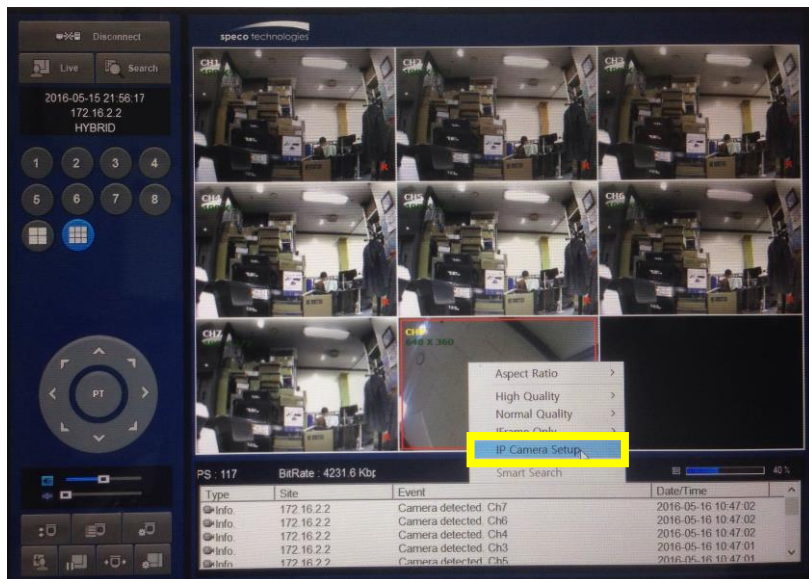 Disconnect
speco technologies
Live
Search
2016-05-15 21:56:17
172.16.2.2
HYBRID
1
2
3
4
5
6
7
8
CH1
CH2
CH3
CH4
CH5
CH6
CH7
640 X 360
PT
Aspect Ratio >
High Quality >
Normal Quality >
IFrame Only >
IP Camera Setup
Smart Search
PS : 117
BitRate : 4231.6 Kbp
40 %
Type Site Event Date/Time
Info. 172.16.2.2 Camera detected. Ch7 2016-05-16 10:47:02
Info. 172.16.2.2 Camera detected. Ch6 2016-05-16 10:47:02
Info. 172.16.2.2 Camera detected. Ch4 2016-05-16 10:47:02
Info. 172.16.2.2 Camera detected. Ch3 2016-05-16 10:47:01
Info. 172.16.2.2 Camera detected. Ch5 2016-05-16 10:47:01